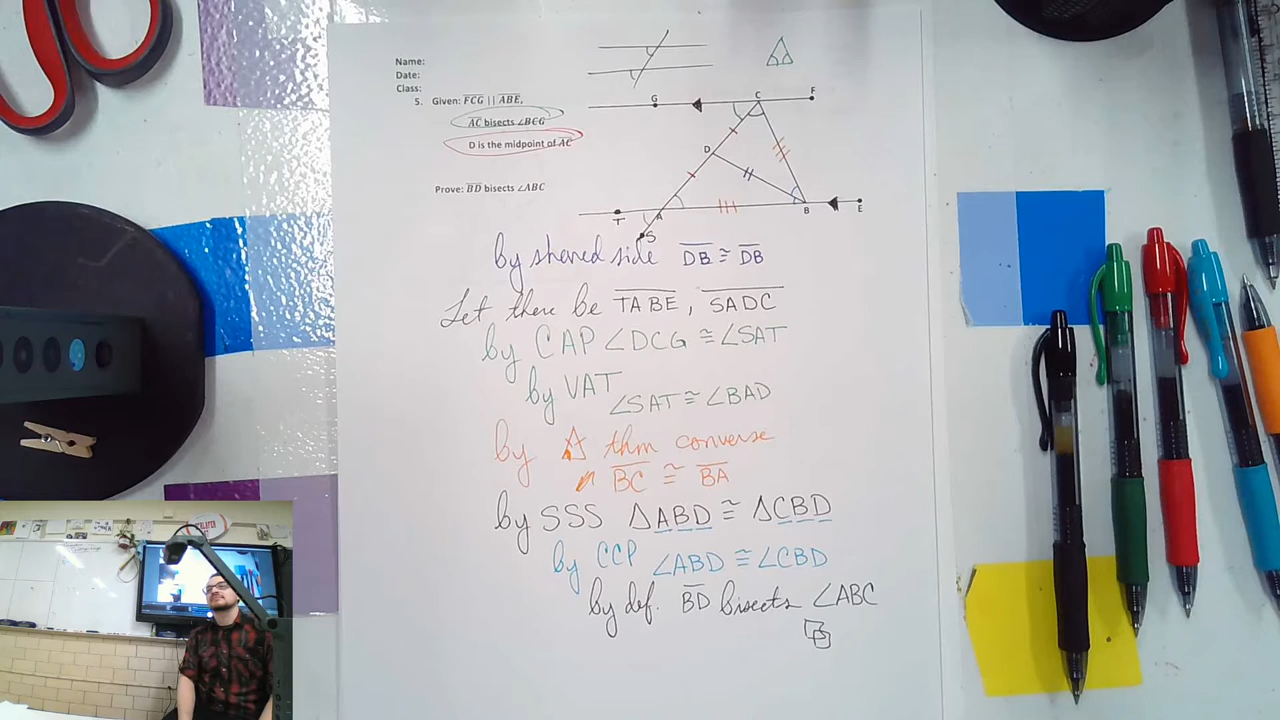 Name:
Date:
Class:
5. Given: FCG || ABE,
AC bisects ∠BCG
D is the midpoint of AC
Prove: BD bisects ∠ABC
G C F
D
T A B E
S
by shared side DB ≅ DB
Let there be TABE, SADC
by CAP ∠DCG ≅ ∠SAT
by VAT
∠SAT ≅ ∠BAD
by thm converse
BC ≅ BA
by SSS △ABD ≅ △CBD
by CCP ∠ABD ≅ ∠CBD
by def. BD bisects ∠ABC